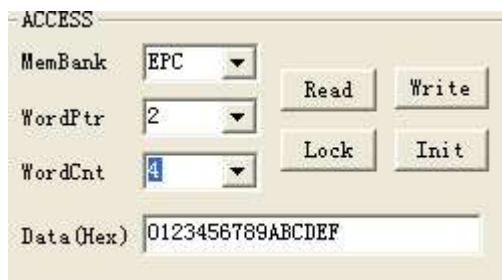 ACCESS
MemBank EPC
Read Write
WordPtr 2
Lock Init
WordCnt 4
Data(Hex) 0123456789ABCDEF